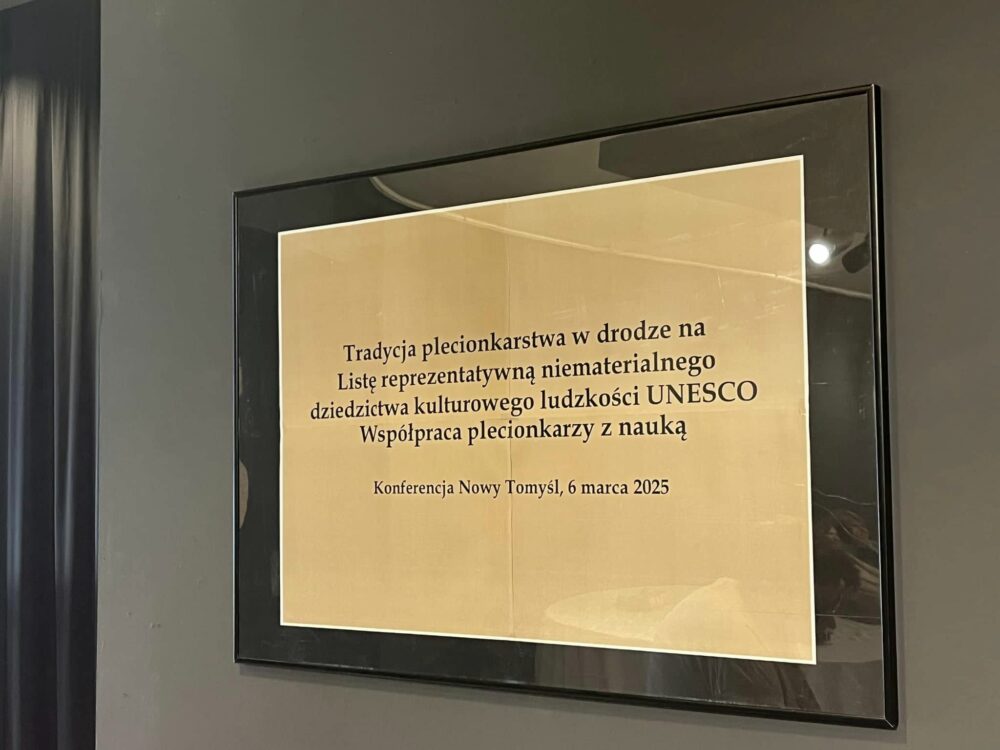 Tradycja plecionkarstwa w drodze na
Listę reprezentatywną niematerialnego
dziedzictwa kulturowego ludzkości UNESCO
Współpraca plecionkarzy z nauką
Konferencja Nowy Tomyśl, 6 marca 2025